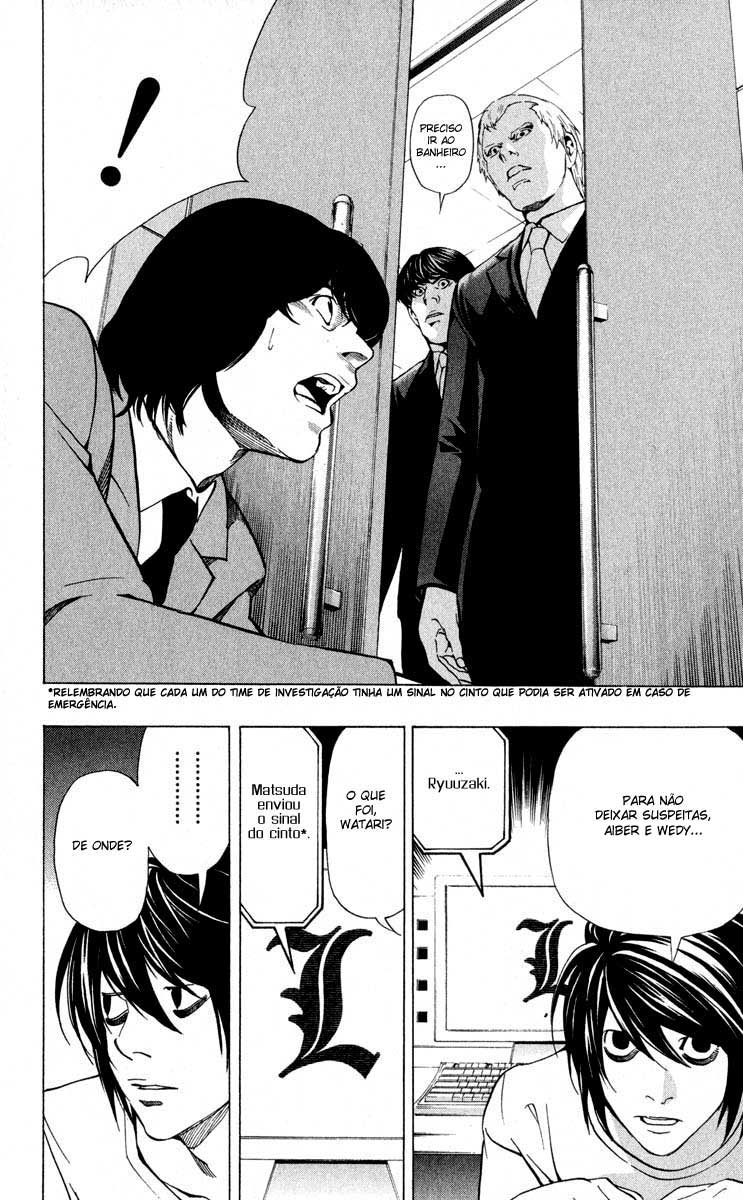 !
PRECISO
IR AO
BANHEIRO
...
*RELEMBRANDO QUE CADA UM DO TIME DE INVESTIGAÇÃO TINHA UM SINAL NO CINTO QUE PODIA SER ATIVADO EM CASO DE
EMERGÊNCIA.
PARA NÃO
DEIXAR SUSPEITAS,
AIBER E WEDY...
...
Ryuuzaki.
L
O QUE
FOI,
WATARI?
Matsuda
enviou
o sinal
do cinto*.
L
......
......
DE ONDE?